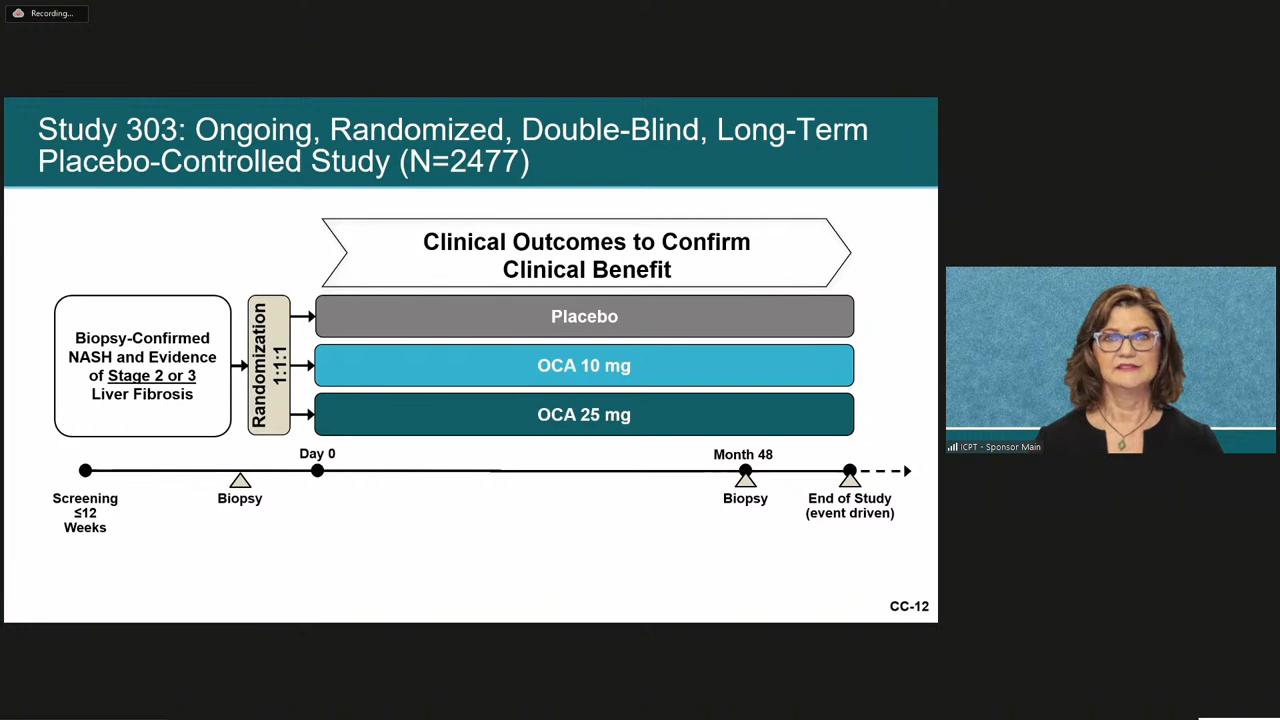 Recording...
Study 303: Ongoing, Randomized, Double-Blind, Long-Term
Placebo-Controlled Study (N=2477)
Clinical Outcomes to Confirm
Clinical Benefit
Biopsy-Confirmed
NASH and Evidence
of Stage 2 or 3
Liver Fibrosis
Randomization
1:1:1
Placebo
OCA 10 mg
OCA 25 mg
Day 0
Month 48
Screening
≤12
Weeks
Biopsy
Biopsy
End of Study
(event driven)
CC-12
ICPT - Sponsor Main